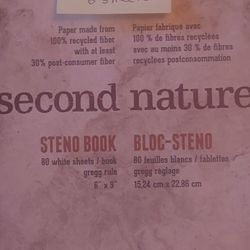 Paper made from
100% recycled fiber
with at least
30% post-consumer fiber
Papier fabrique avec
100 % de fibres recyclées
avec au moins 30 % de fibres
recyclées postconsommation
second nature
STENO BOOK
80 white sheets / book
gregg rule
6" x 9"
BLOC-STENO
80 feuilles blancs / tablettes
gregg réglage
15,24 cm x 22,86 cm